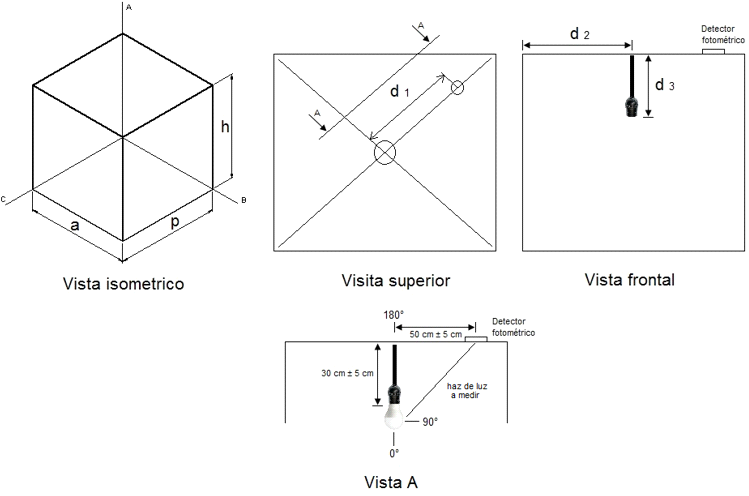 A
h
C
B
a
p
Vista isometrico
A
A
d 1
Visita superior
Detector
fotométrico
d 2
d 3
Vista frontal
180°
50 cm ± 5 cm
Detector
fotométrico
30 cm ± 5 cm
haz de luz
a medir
90°
0°
Vista A